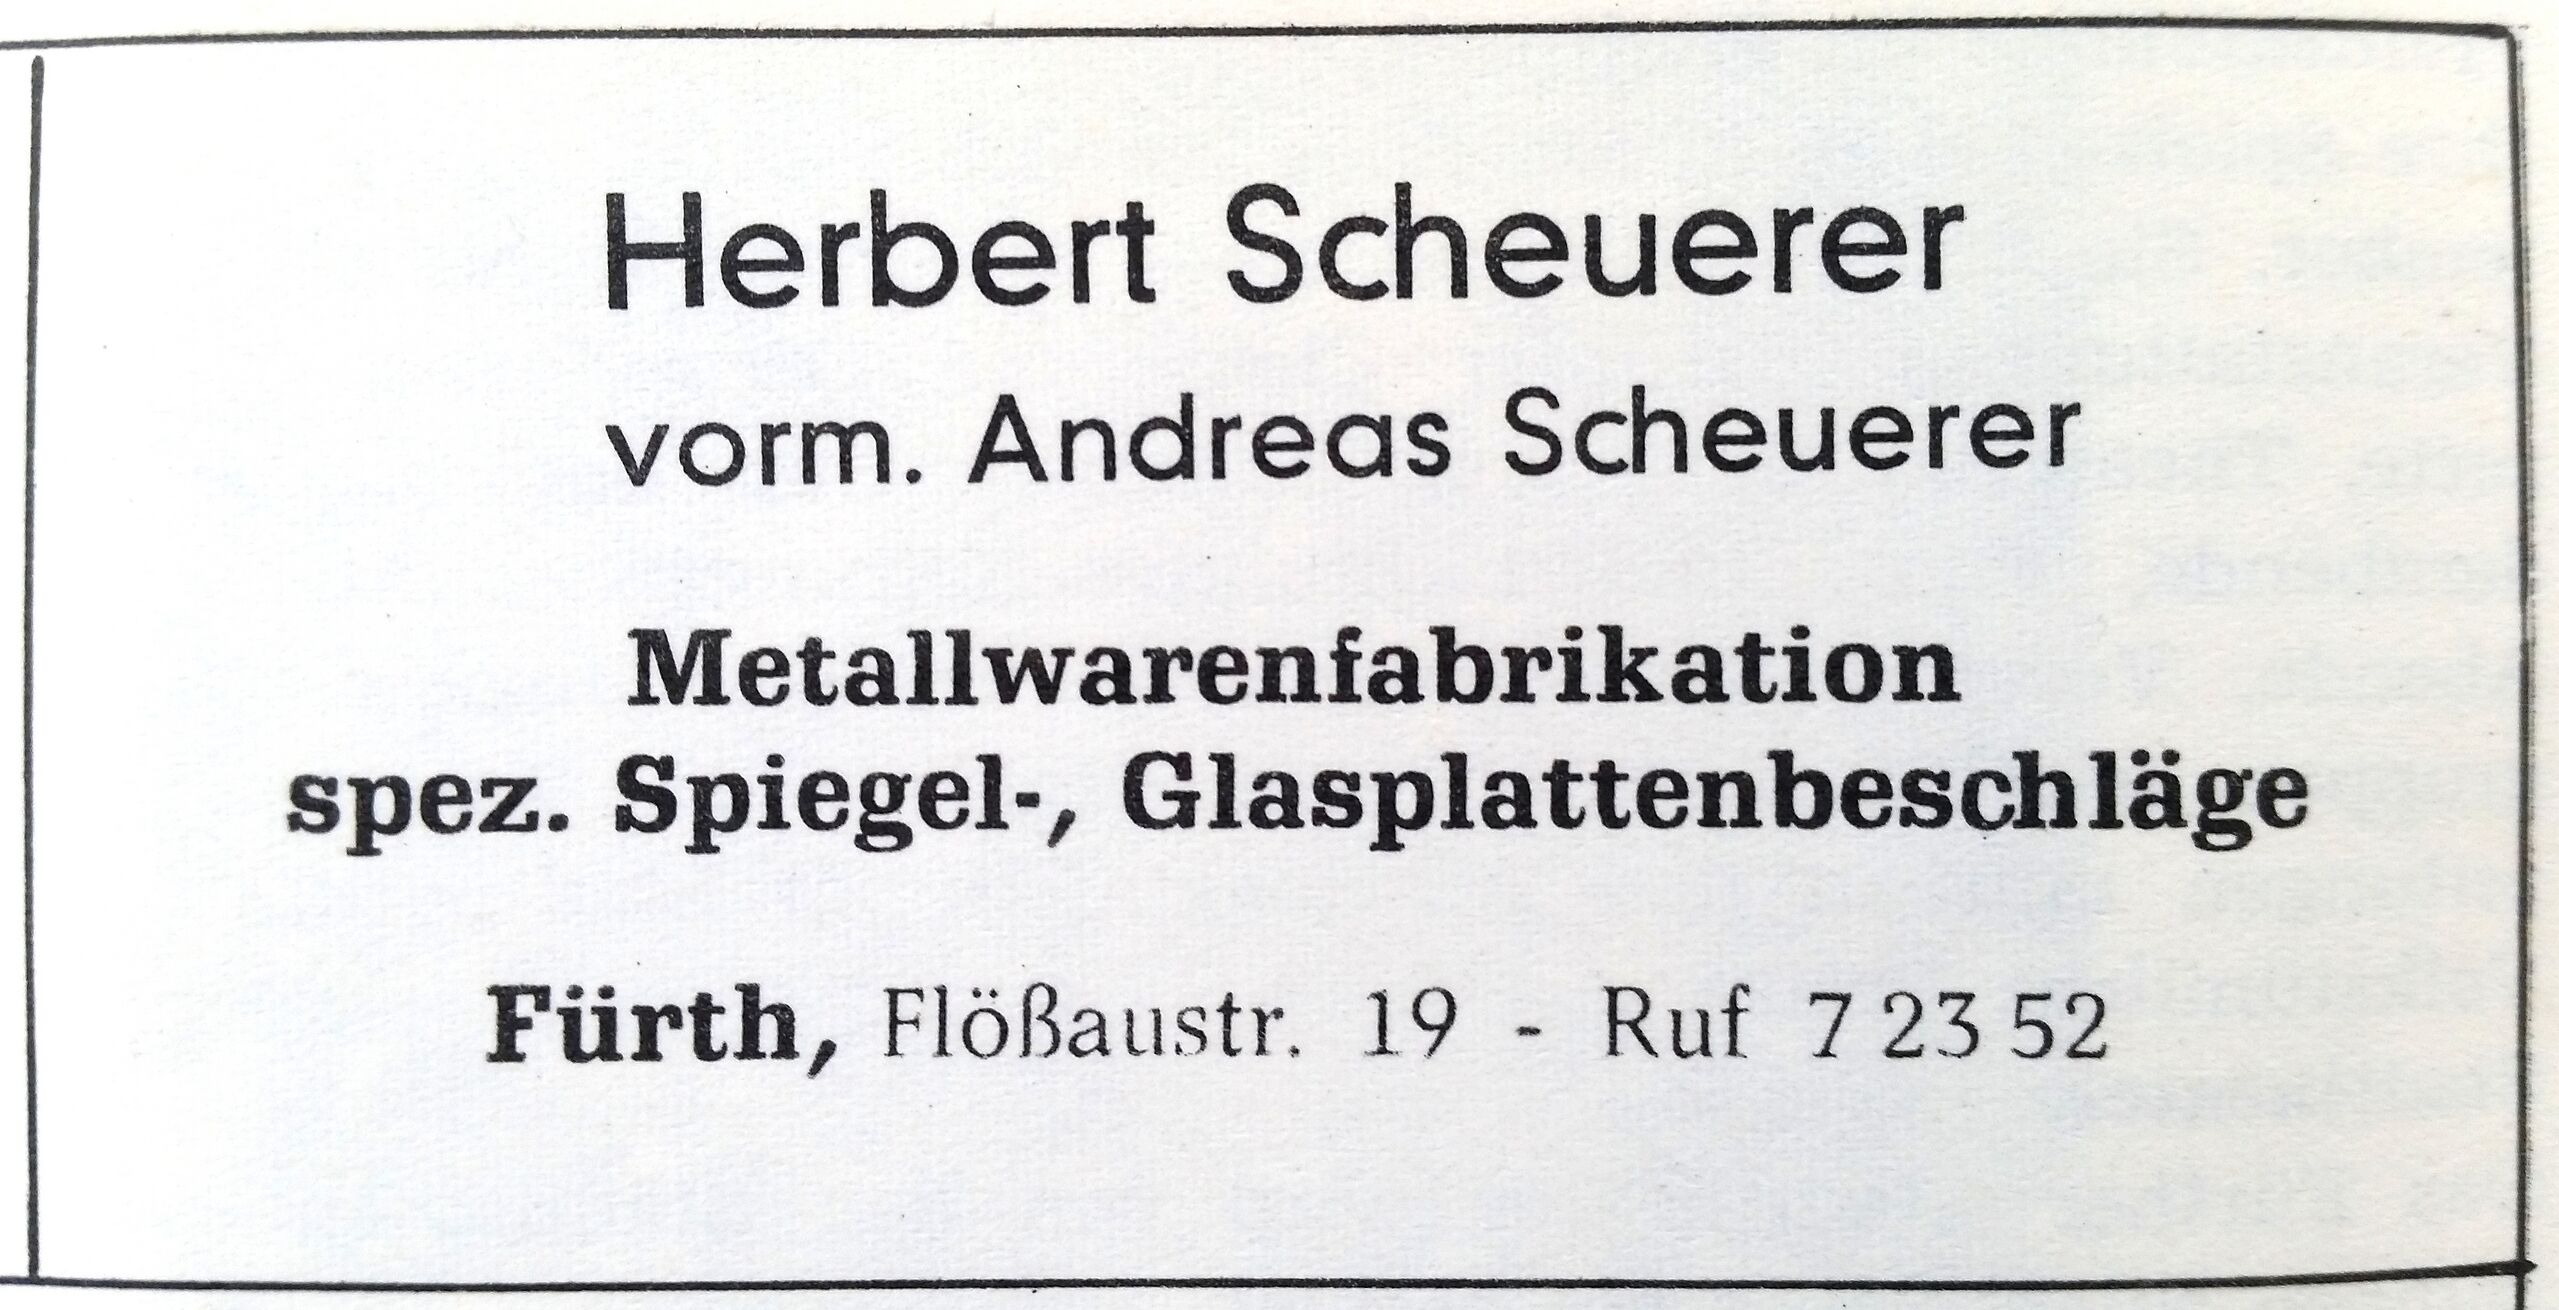 Herbert Scheuerer
vorm. Andreas Scheuerer
Metallwarenfabrikation
spez. Spiegel-, Glasplattenbeschläge
Fürth, Flößaustr. 19 - Ruf 7 23 52